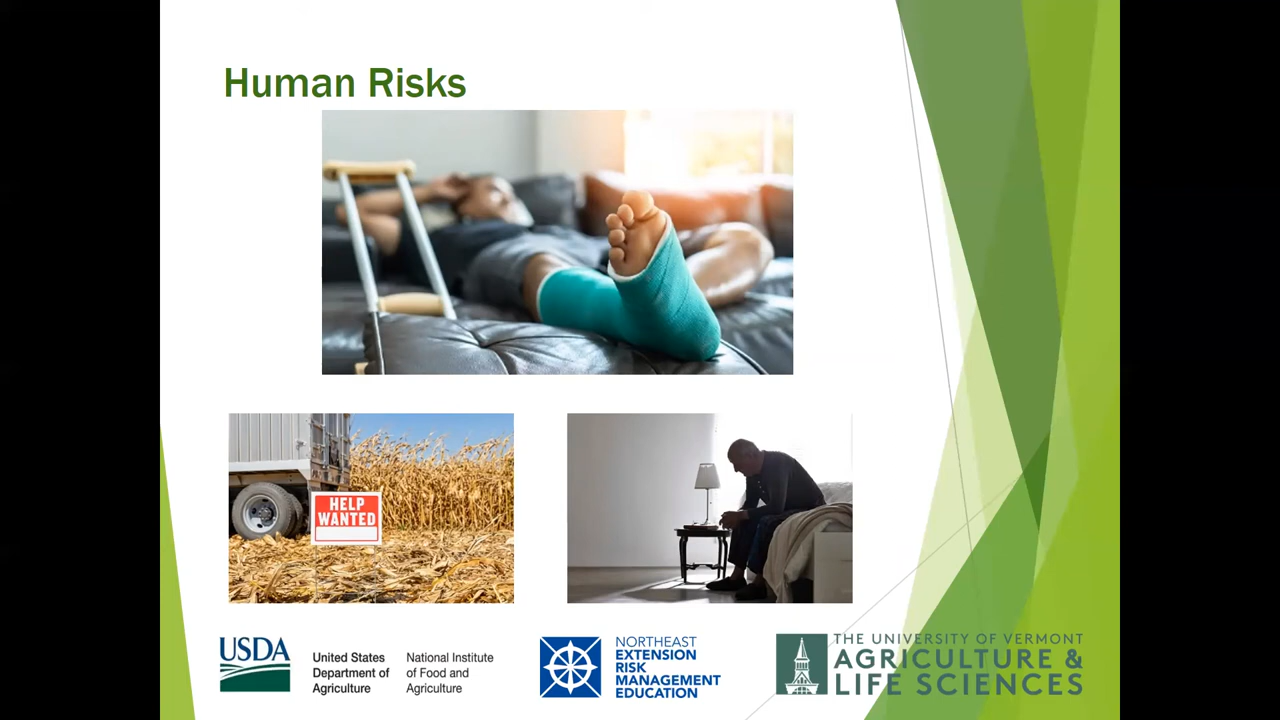 Human Risks
HELP
WANTED
USDA
United States
Department of
Agriculture
National Institute
of Food and
Agriculture
NORTHEAST
EXTENSION
RISK
MANAGEMENT
EDUCATION
THE UNIVERSITY OF VERMONT
AGRICULTURE &
LIFE SCIENCES